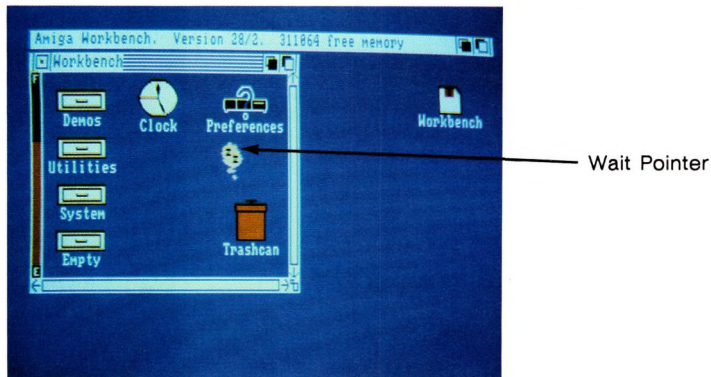 Amiga Workbench. Version 28/2. 311064 free memory
Workbench
F
Demos
Clock
Preferences
Workbench
Wait Pointer
Utilities
System
Empty
Trashcan
E